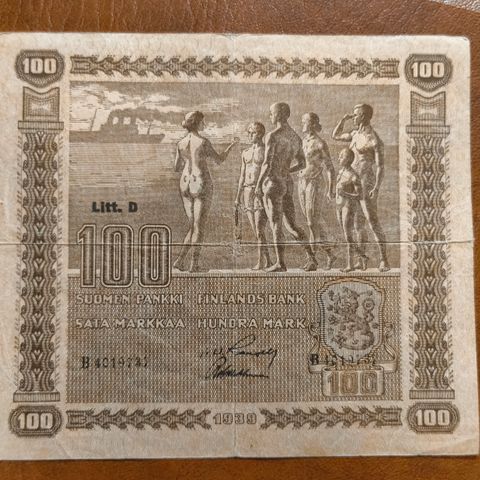 100 100
Litt. D
100
SUOMEN PANKKI FINLANDS BANK
SATA MARKKAA HUNDRA MARK
B
B
100
100 1939 100